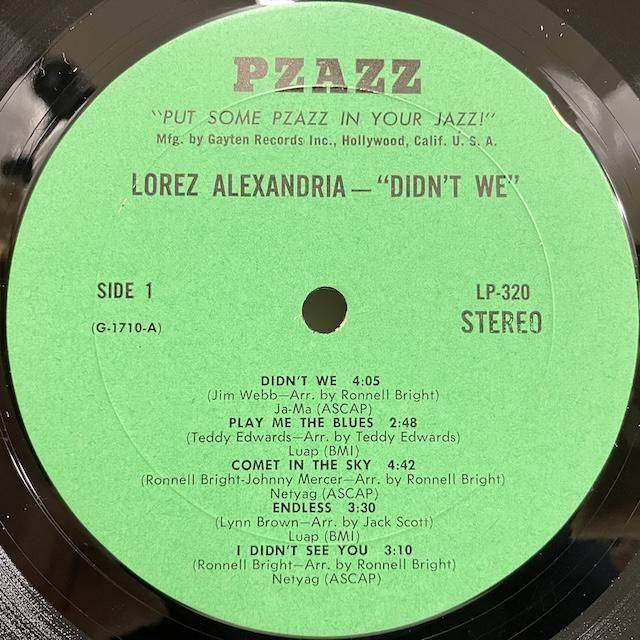 PZAZZ
"PUT SOME PZAZZ IN YOUR JAZZ!"
Mfg. by Gayten Records Inc., Hollywood, Calif. U. S. A.
LOREZ ALEXANDRIA — "DIDN'T WE"
SIDE 1
LP-320
(G-1710-A)
STEREO
DIDN'T WE 4:05
(Jim Webb—Arr. by Ronnell Bright)
Ja-Ma (ASCAP)
PLAY ME THE BLUES 2:48
(Teddy Edwards—Arr. by Teddy Edwards)
Luap (BMI)
COMET IN THE SKY 4:42
(Ronnell Bright-Johnny Mercer—Arr. by Ronnell Bright)
Netyag (ASCAP)
ENDLESS 3:30
(Lynn Brown—Arr. by Jack Scott)
Luap (BMI)
I DIDN'T SEE YOU 3:10
(Ronnell Bright—Arr. by Ronnell Bright)
Netyag (ASCAP)